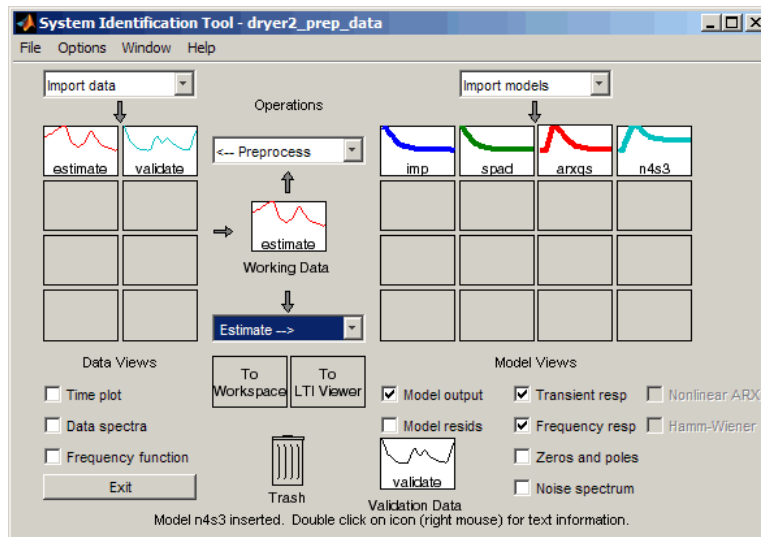 System Identification Tool - dryer2_prep_data
File Options Window Help
Import data
Import models
Operations
estimate validate
<-- Preprocess
imp spad arxqs n4s3
estimate
Working Data
Estimate -->
Data Views
Model Views
To
Workspace
To
LTI Viewer
Time plot
Model output
Transient resp
Nonlinear ARX
Data spectra
Model resids
Frequency resp
Hamm-Wiener
Frequency function
Zeros and poles
validate
Exit
Trash
Noise spectrum
Validation Data
Model n4s3 inserted. Double click on icon (right mouse) for text information.